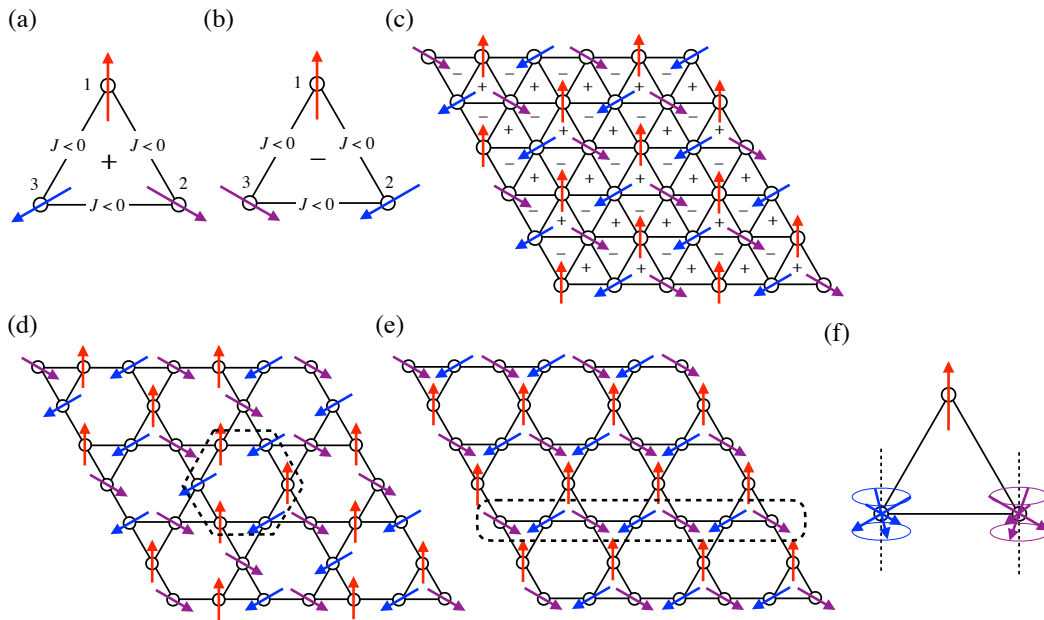 (a)
1
J < 0 J < 0
+
3 2
J < 0
(b)
1
J < 0 J < 0
−
3 2
J < 0
(c)
− + − + − + − + − +
− + − + − + − + − +
− + − + − + − + − +
− + − + − + − + − +
− + − + − + − + − +
(d)
(e)
(f)